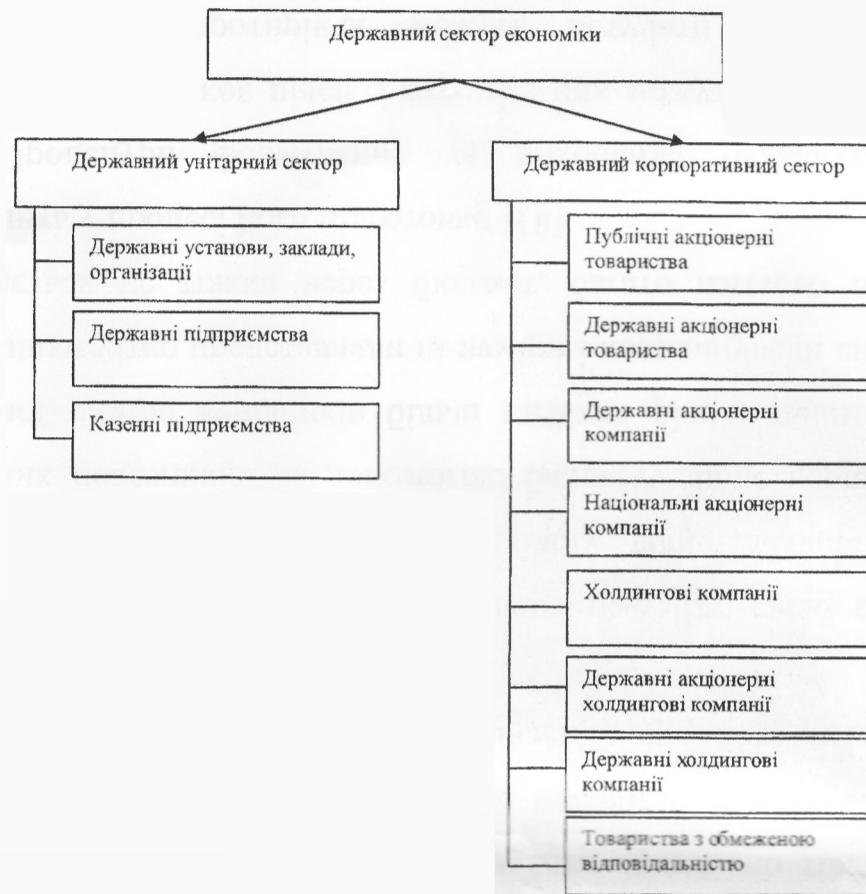 Державний сектор економіки
Державний унітарний сектор
Державні установи, заклади,
організації
Державні підприємства
Казенні підприємства
Державний корпоративний сектор
Публічні акціонерні
товариства
Державні акціонерні
товариства
Державні акціонерні
компанії
Національні акціонерні
компанії
Холдингові компанії
Державні акціонерні
холдингові компанії
Державні холдингові
компанії
Товариства з обмеженою
відповідальністю